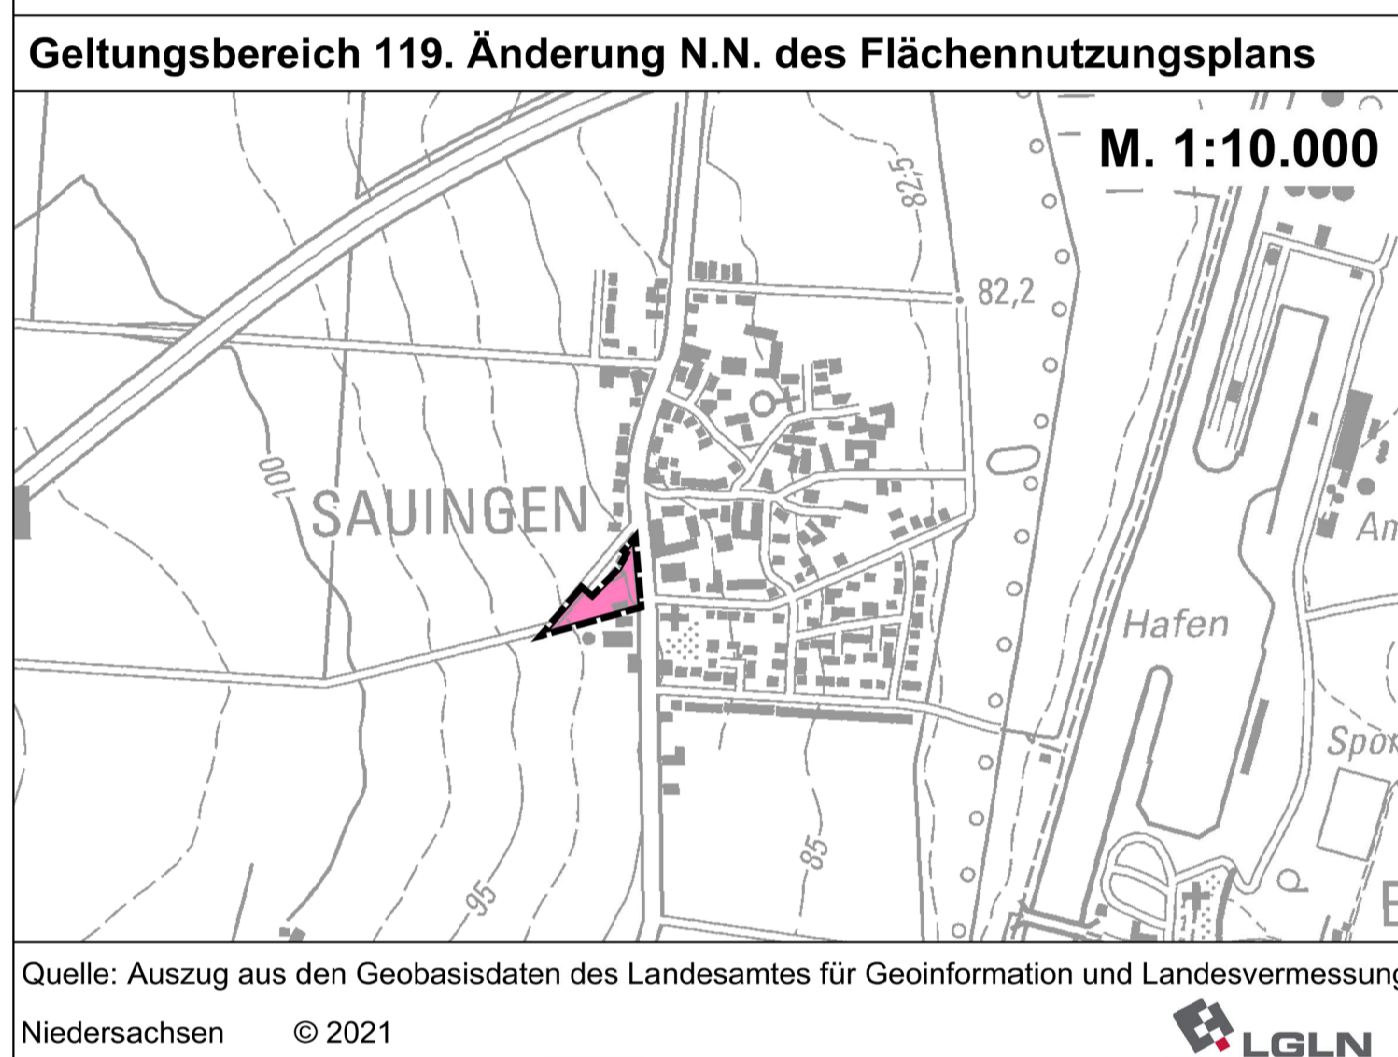 Geltungsbereich 119. Änderung N.N. des Flächennutzungsplans
M. 1:10.000
82,5
82,2
100
SAUINGEN
Hafen
85
95
Quelle: Auszug aus den Geobasisdaten des Landesamtes für Geoinformation und Landesvermessung
Niedersachsen © 2021
LGLN